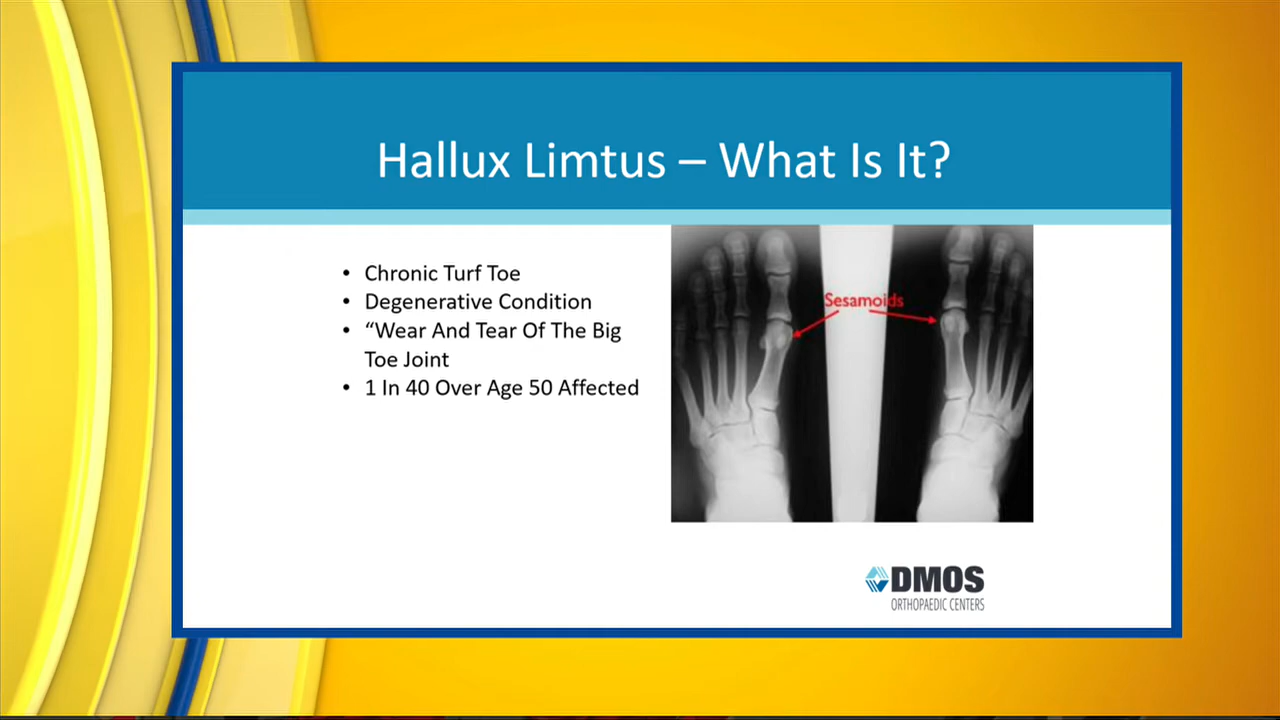 Hallux Limtus – What Is It?
• Chronic Turf Toe
• Degenerative Condition
• “Wear And Tear Of The Big
Toe Joint
• 1 In 40 Over Age 50 Affected
Sesamoids
DMOS
ORTHOPAEDIC CENTERS